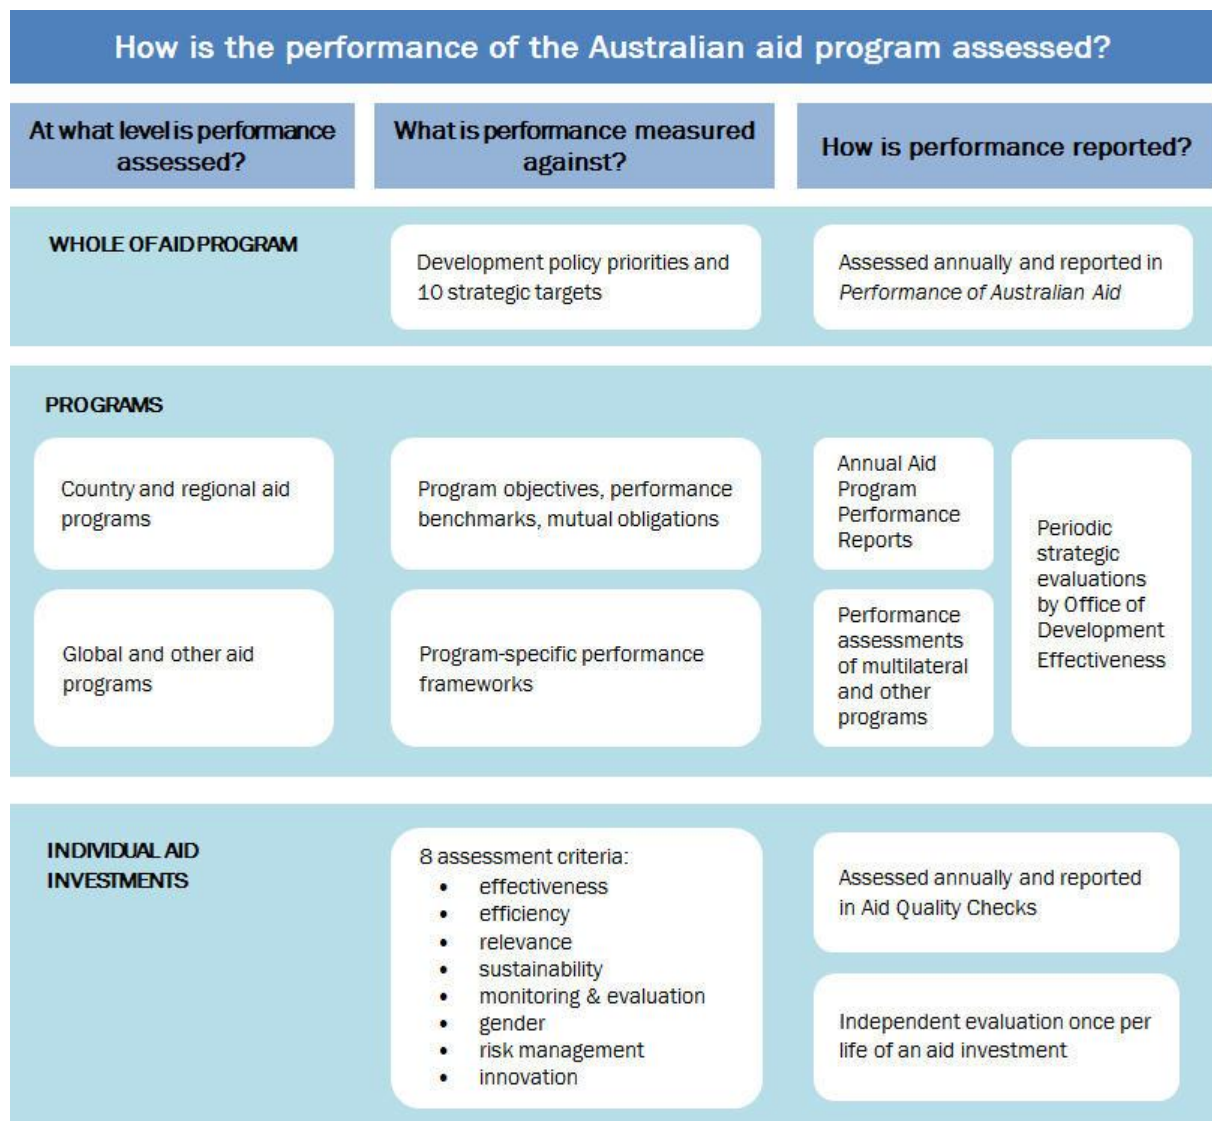 How is the performance of the Australian aid program assessed?
At what level is performance
assessed?
What is performance measured
against?
How is performance reported?
WHOLE OF AID PROGRAM
Development policy priorities and
10 strategic targets
Assessed annually and reported in
Performance of Australian Aid
PROGRAMS
Country and regional aid
programs
Program objectives, performance
benchmarks, mutual obligations
Annual Aid
Program
Performance
Reports
Periodic
strategic
evaluations
by Office of
Development
Effectiveness
Global and other aid
programs
Program-specific performance
frameworks
Performance
assessments
of multilateral
and other
programs
INDIVIDUAL AID
INVESTMENTS
8 assessment criteria:
• effectiveness
• efficiency
• relevance
• sustainability
• monitoring & evaluation
• gender
• risk management
• innovation
Assessed annually and reported
in Aid Quality Checks
Independent evaluation once per
life of an aid investment